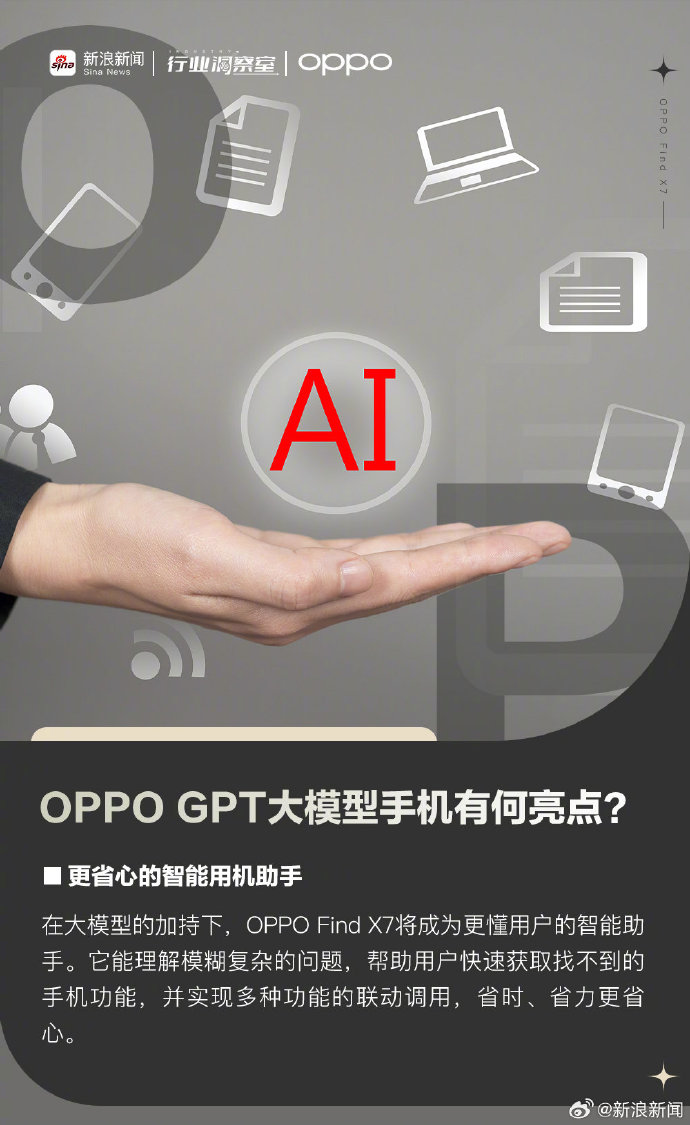 sina 新浪新闻 Sina News | INDUSTRY 行业洞察室 | oppo
OPPO Find X7
AI
OPPO GPT大模型手机有何亮点?
■ 更省心的智能用机助手
在大模型的加持下，OPPO Find X7将成为更懂用户的智能助
手。它能理解模糊复杂的问题，帮助用户快速获取找不到的
手机功能，并实现多种功能的联动调用，省时、省力更省
心。
@新浪新闻